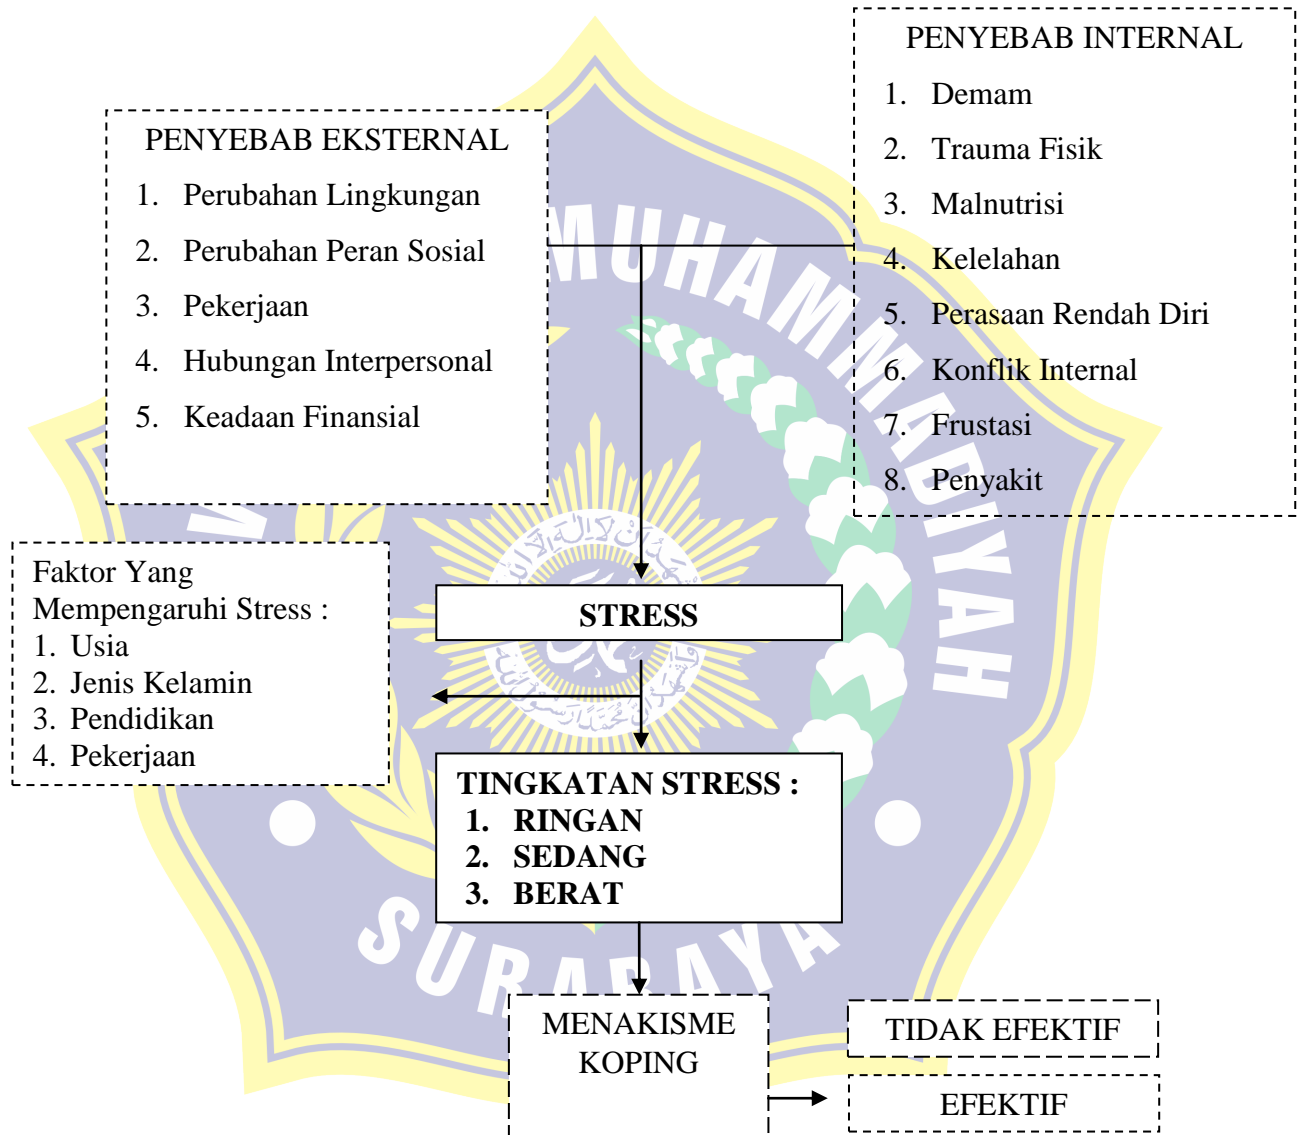 PENYEBAB EKSTERNAL
1. Perubahan Lingkungan
2. Perubahan Peran Sosial
3. Pekerjaan
4. Hubungan Interpersonal
5. Keadaan Finansial
PENYEBAB INTERNAL
1. Demam
2. Trauma Fisik
3. Malnutrisi
4. Kelelahan
5. Perasaan Rendah Diri
6. Konflik Internal
7. Frustasi
8. Penyakit
MUHAMMADIYAH
Faktor Yang
Mempengaruhi Stress :
1. Usia
2. Jenis Kelamin
3. Pendidikan
4. Pekerjaan
STRESS
TINGKATAN STRESS :
1. RINGAN
2. SEDANG
3. BERAT
SURABAYA
MENAKISME
KOPING
TIDAK EFEKTIF
EFEKTIF